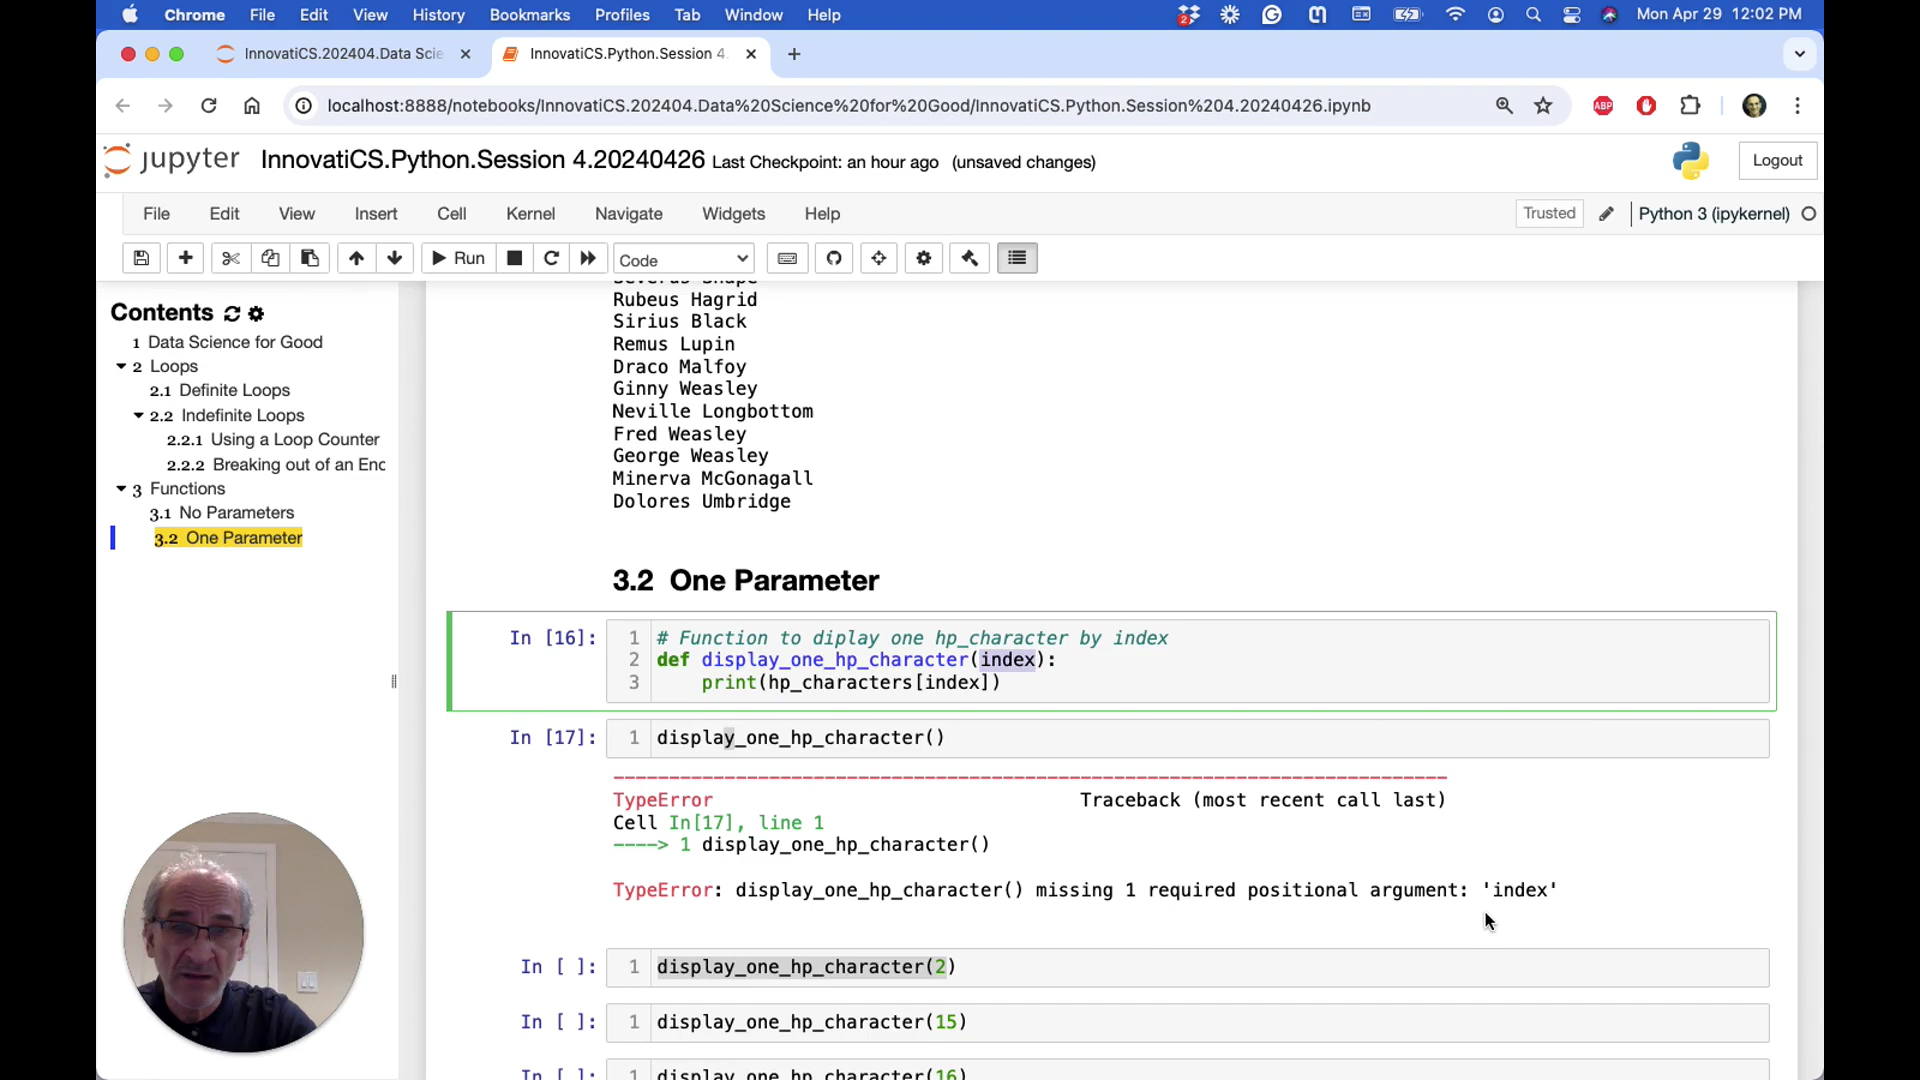 Chrome File Edit View History Bookmarks Profiles Tab Window Help
2
Mon Apr 29 12:02 PM
InnovatiCS.202404.Data Scie
InnovatiCS.Python.Session 4.
localhost:8888/notebooks/InnovatiCS.202404.Data%20Science%20for%20Good/InnovatiCS.Python.Session%204.20240426.ipynb
ABP
jupyter InnovatiCS.Python.Session 4.20240426 Last Checkpoint: an hour ago (unsaved changes)
Logout
File Edit View Insert Cell Kernel Navigate Widgets Help
Trusted
Python 3 (ipykernel)
Run
Code
Contents
1 Data Science for Good
2 Loops
2.1 Definite Loops
2.2 Indefinite Loops
2.2.1 Using a Loop Counter
2.2.2 Breaking out of an End
3 Functions
3.1 No Parameters
3.2 One Parameter
Severus Snape
Rubeus Hagrid
Sirius Black
Remus Lupin
Draco Malfoy
Ginny Weasley
Neville Longbottom
Fred Weasley
George Weasley
Minerva McGonagall
Dolores Umbridge
3.2 One Parameter
In [16]:
1 # Function to diplay one hp_character by index
2 def display_one_hp_character(index):
3 print(hp_characters[index])
In [17]:
1 display_one_hp_character()
---------------------------------------------------------------------------
TypeError Traceback (most recent call last)
Cell In[17], line 1
----> 1 display_one_hp_character()
TypeError: display_one_hp_character() missing 1 required positional argument: 'index'
In [ ]:
1 display_one_hp_character(2)
In [ ]:
1 display_one_hp_character(15)
In [ ]:
1 display_one_hp_character(16)